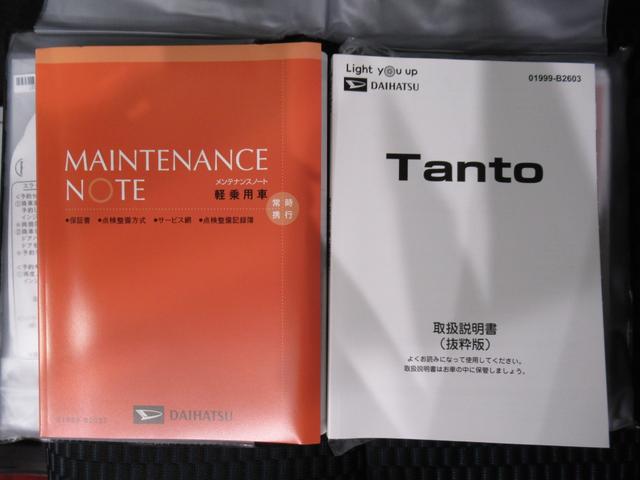 MAINTENANCE
NOTE
メンテナンスノート
軽乗用車
常時
携行
●保証書 ●点検整備方式 ●サービス網 ●点検整備記録簿
DAIHATSU
Light you up
DAIHATSU
01999-B2603
Tanto
取扱説明書
(抜粋版)
よくお読みになって使用してください。
取扱説明書はお車の中に保管しましょう。